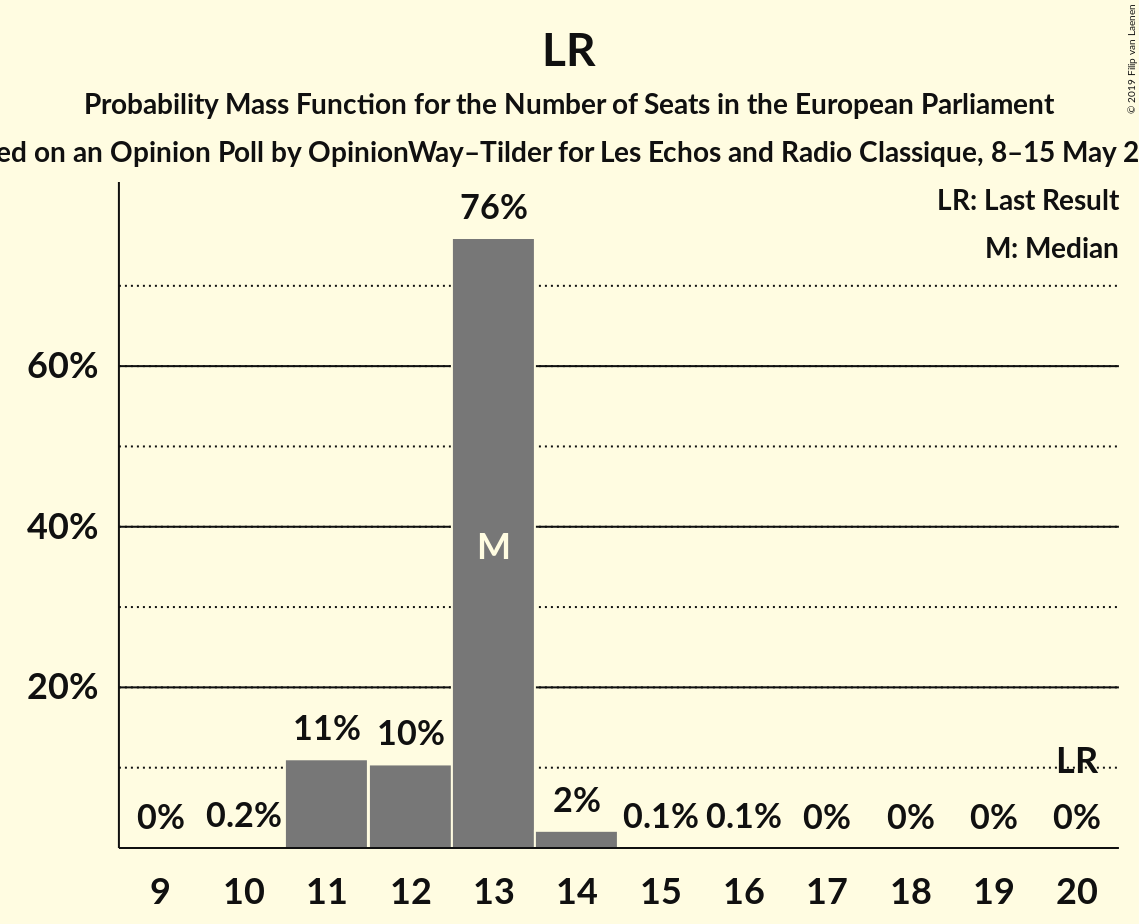 LR
Probability Mass Function for the Number of Seats in the European Parliament
on an Opinion Poll by OpinionWay–Tilder for Les Echos and Radio Classique, 8–15 May
© 2019 Filip van Laenen
LR: Last Result
M: Median
76%
60%
40%
M
20%
11% 10%
LR
0% 0.2% 2% 0.1% 0.1% 0% 0% 0% 0%
9 10 11 12 13 14 15 16 17 18 19 20